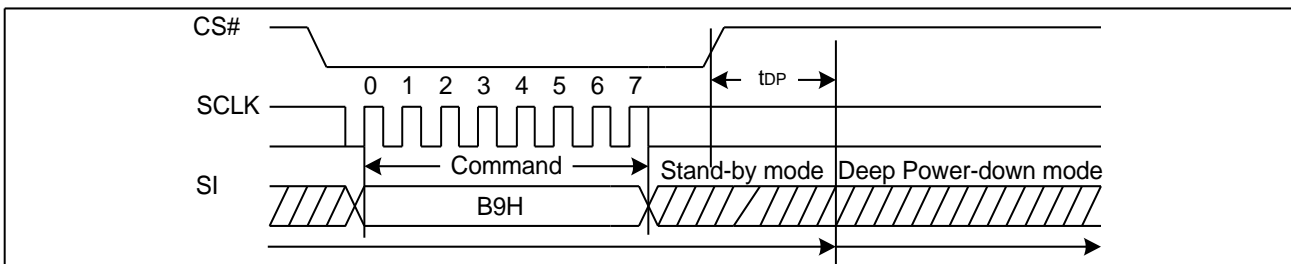 CS#
tDP
0 1 2 3 4 5 6 7
SCLK
Command
Stand-by mode Deep Power-down mode
SI
B9H